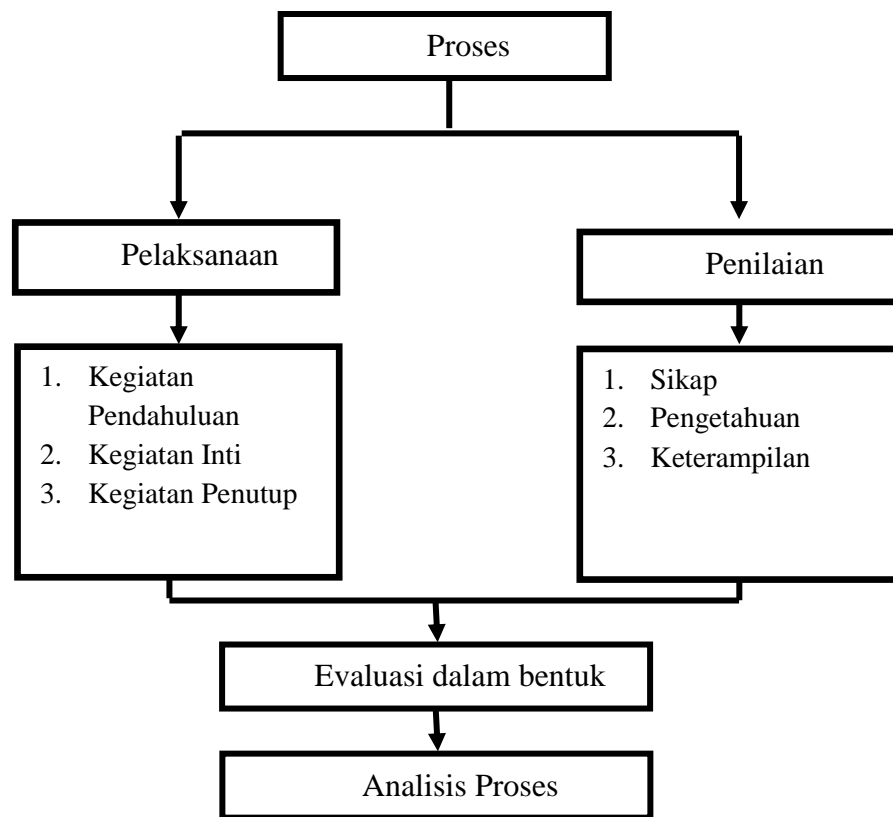 Proses
Pelaksanaan
Penilaian
1. Kegiatan
Pendahuluan
2. Kegiatan Inti
3. Kegiatan Penutup
1. Sikap
2. Pengetahuan
3. Keterampilan
Evaluasi dalam bentuk
Analisis Proses